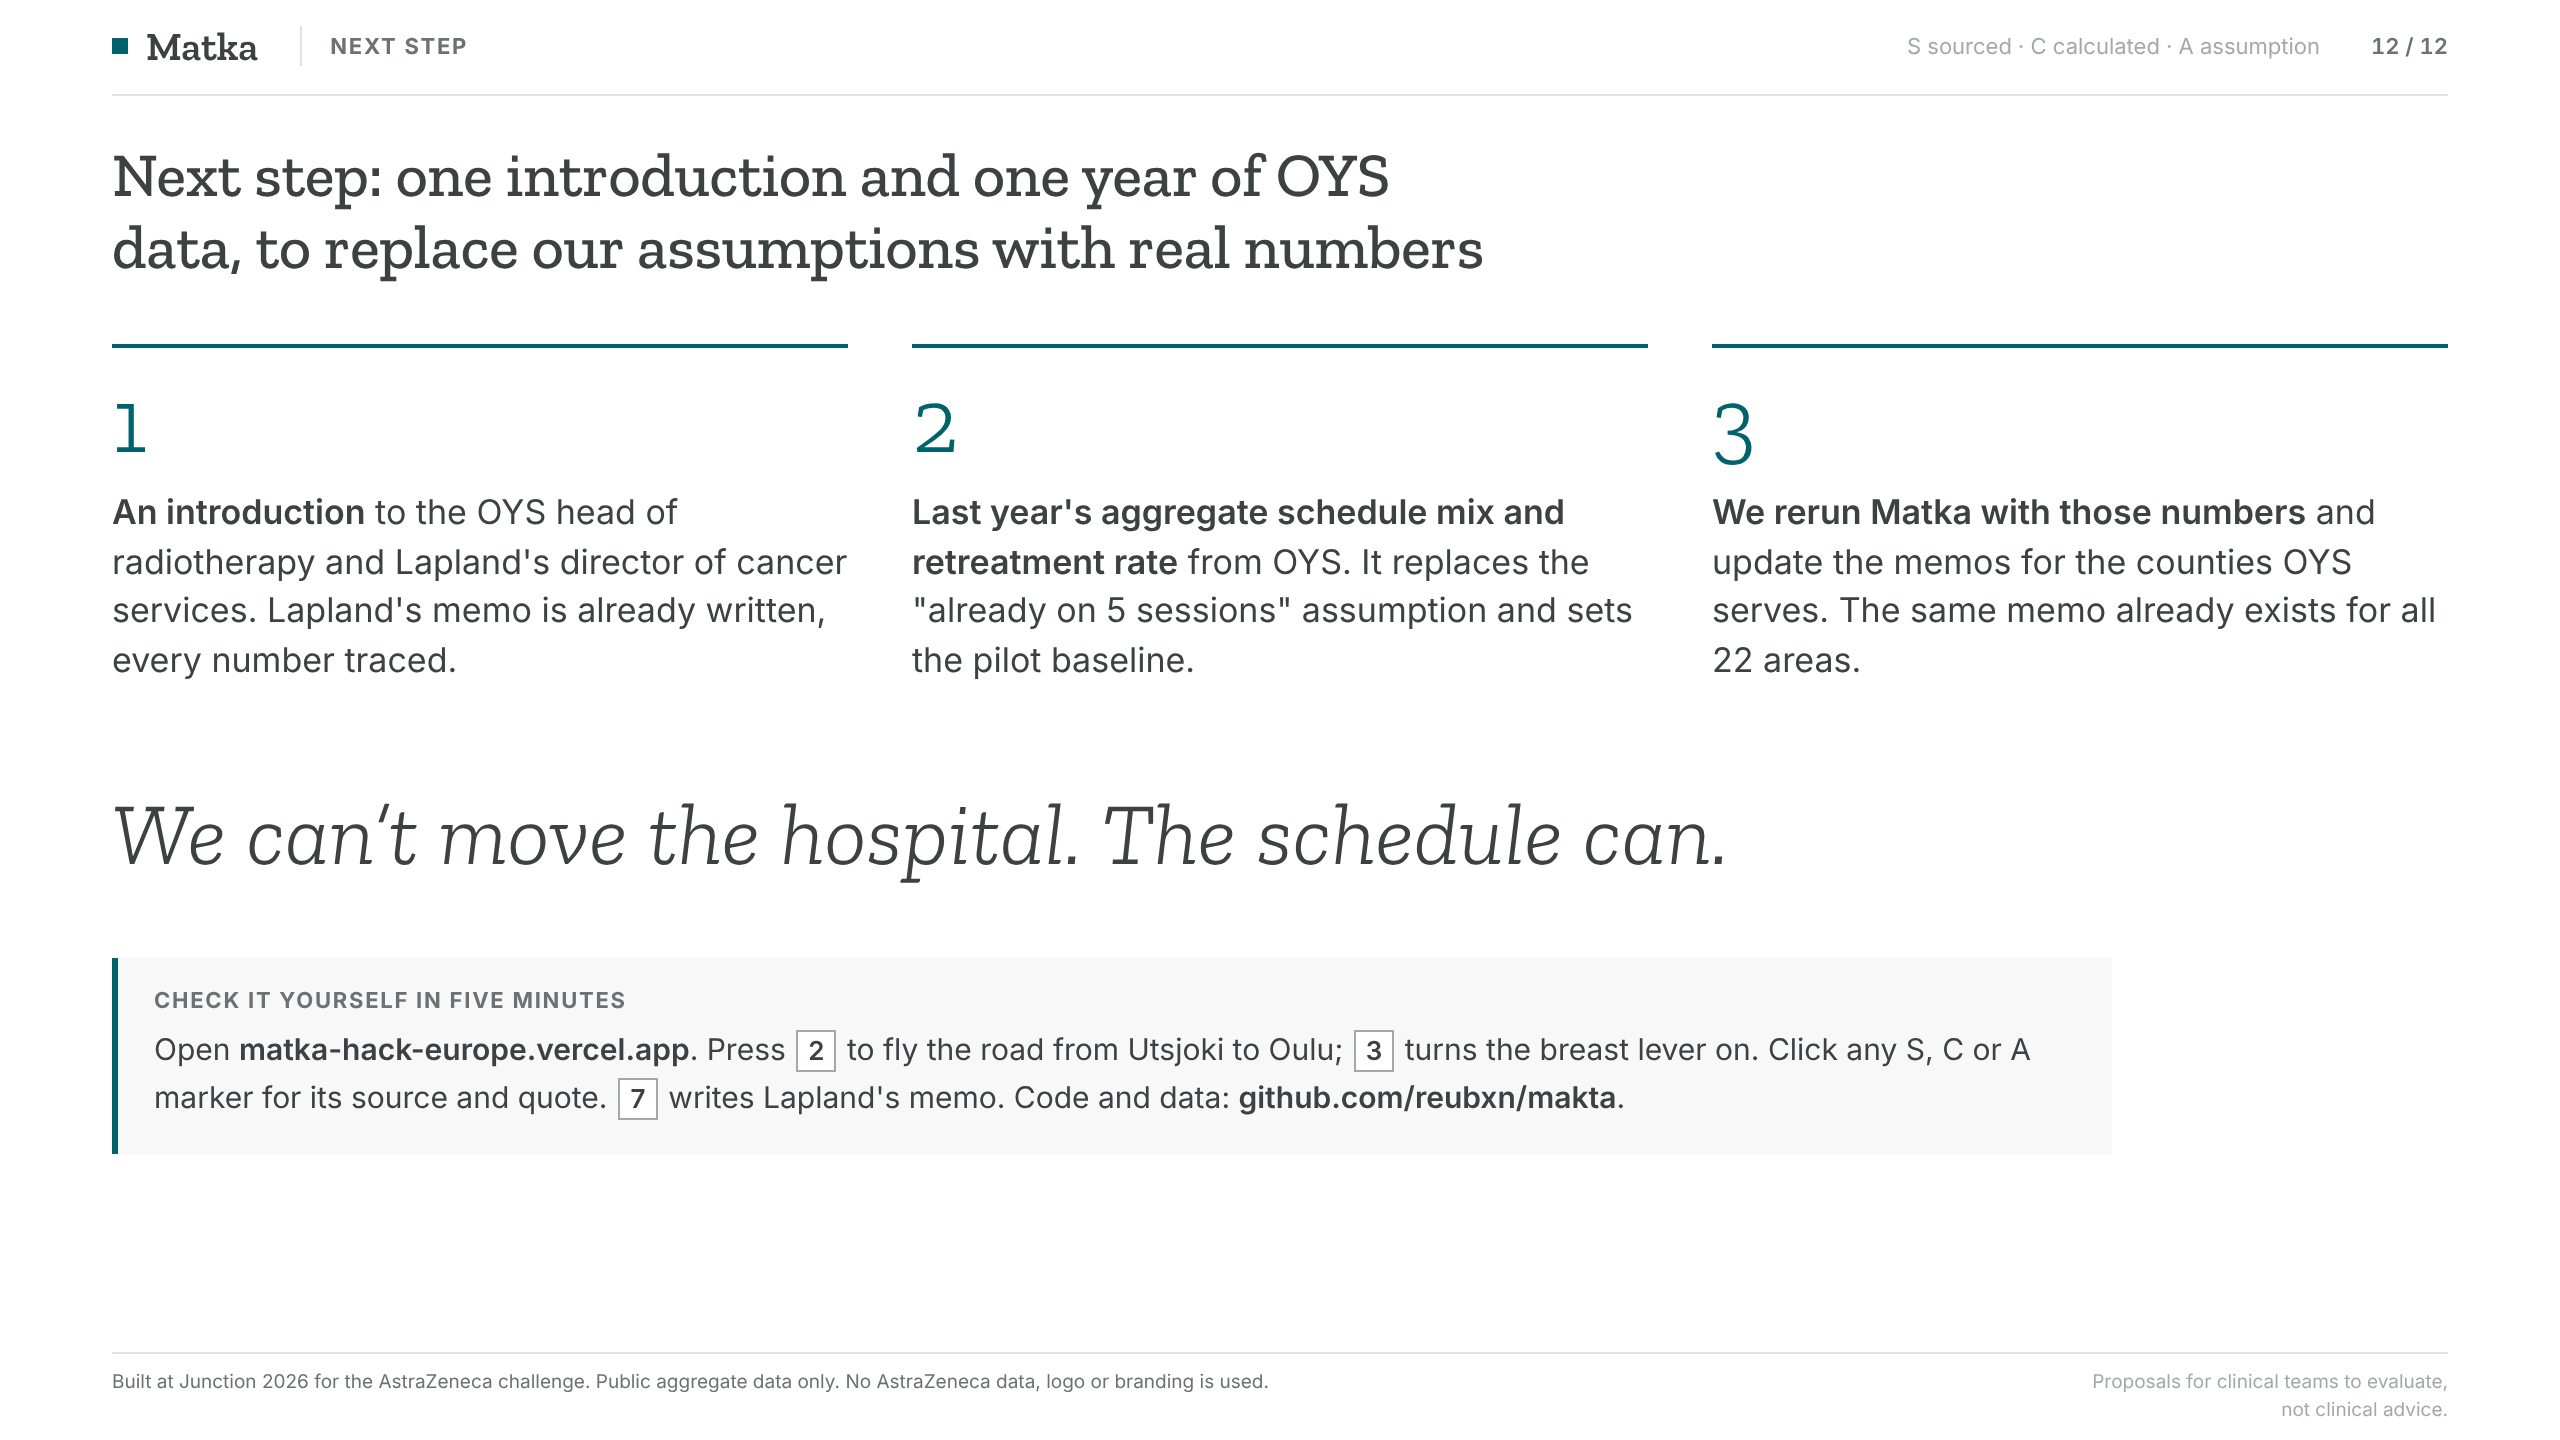 Matka
NEXT STEP
S sourced · C calculated · A assumption
12 / 12
Next step: one introduction and one year of OYS
data, to replace our assumptions with real numbers
1
An introduction to the OYS head of
radiotherapy and Lapland's director of cancer
services. Lapland's memo is already written,
every number traced.
2
Last year's aggregate schedule mix and
retreatment rate from OYS. It replaces the
"already on 5 sessions" assumption and sets
the pilot baseline.
3
We rerun Matka with those numbers and
update the memos for the counties OYS
serves. The same memo already exists for all
22 areas.
We can’t move the hospital. The schedule can.
CHECK IT YOURSELF IN FIVE MINUTES
Open matka-hack-europe.vercel.app. Press 2 to fly the road from Utsjoki to Oulu; 3 turns the breast lever on. Click any S, C or A
marker for its source and quote. 7 writes Lapland's memo. Code and data: github.com/reubxn/makta.
Built at Junction 2026 for the AstraZeneca challenge. Public aggregate data only. No AstraZeneca data, logo or branding is used.
Proposals for clinical teams to evaluate,
not clinical advice.